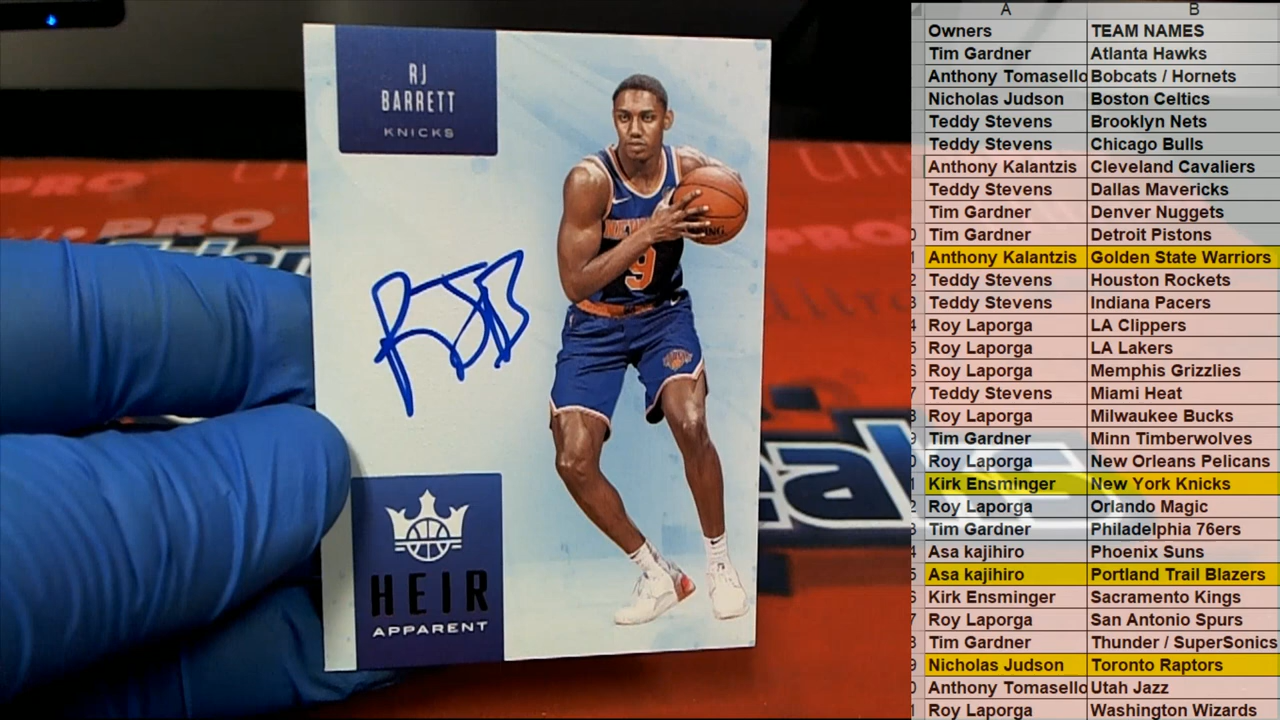 RJ
BARRETT
KNICKS
9
RJB
HEIR
APPARENT
PRO
PRO
PRO
A B
Owners TEAM NAMES
Tim Gardner Atlanta Hawks
Anthony Tomasello Bobcats / Hornets
Nicholas Judson Boston Celtics
Teddy Stevens Brooklyn Nets
Teddy Stevens Chicago Bulls
Anthony Kalantzis Cleveland Cavaliers
Teddy Stevens Dallas Mavericks
Tim Gardner Denver Nuggets
Tim Gardner Detroit Pistons
Anthony Kalantzis Golden State Warriors
Teddy Stevens Houston Rockets
Teddy Stevens Indiana Pacers
Roy Laporga LA Clippers
Roy Laporga LA Lakers
Roy Laporga Memphis Grizzlies
Teddy Stevens Miami Heat
Roy Laporga Milwaukee Bucks
Tim Gardner Minn Timberwolves
Roy Laporga New Orleans Pelicans
Kirk Ensminger New York Knicks
Roy Laporga Orlando Magic
Tim Gardner Philadelphia 76ers
Asa kajihiro Phoenix Suns
Asa kajihiro Portland Trail Blazers
Kirk Ensminger Sacramento Kings
Roy Laporga San Antonio Spurs
Tim Gardner Thunder / SuperSonics
Nicholas Judson Toronto Raptors
Anthony Tomasello Utah Jazz
Roy Laporga Washington Wizards